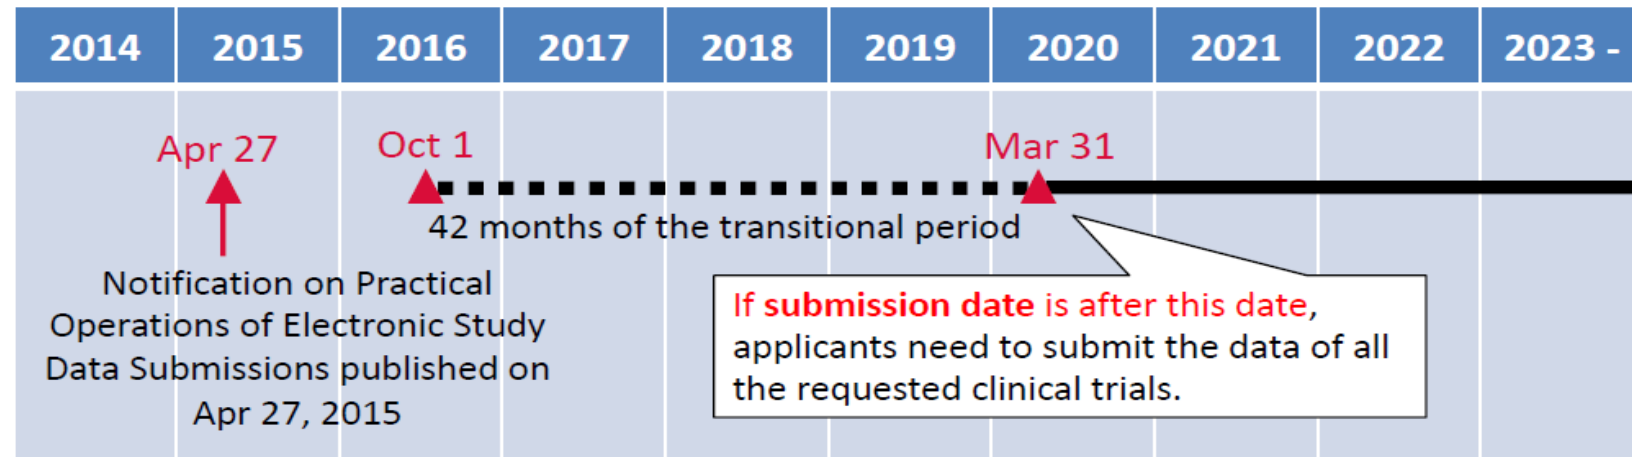 2014 2015 2016 2017 2018 2019 2020 2021 2022 2023 -
Apr 27
Oct 1
Mar 31
42 months of the transitional period
Notification on Practical
Operations of Electronic Study
Data Submissions published on
Apr 27, 2015
If submission date is after this date,
applicants need to submit the data of all
the requested clinical trials.